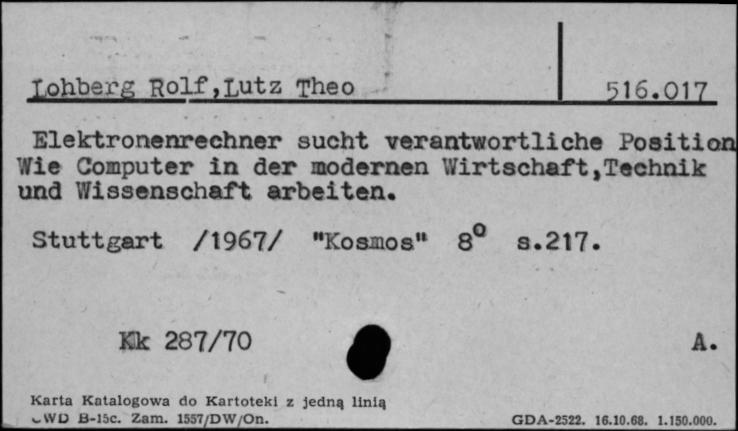 Lohberg Rolf,Lutz Theo 516.017
Elektronenrechner sucht verantwortliche Position
Wie Computer in der modernen Wirtschaft,Technik
und Wissenschaft arbeiten.
Stuttgart /1967/ "Kosmos" 8º s.217.
Kk 287/70 A.
Karta Katalogowa do Kartoteki z jedną linią
CWD B-15c. Zam. 1557/DW/On. GDA-2522. 16.10.68. 1.150.000.